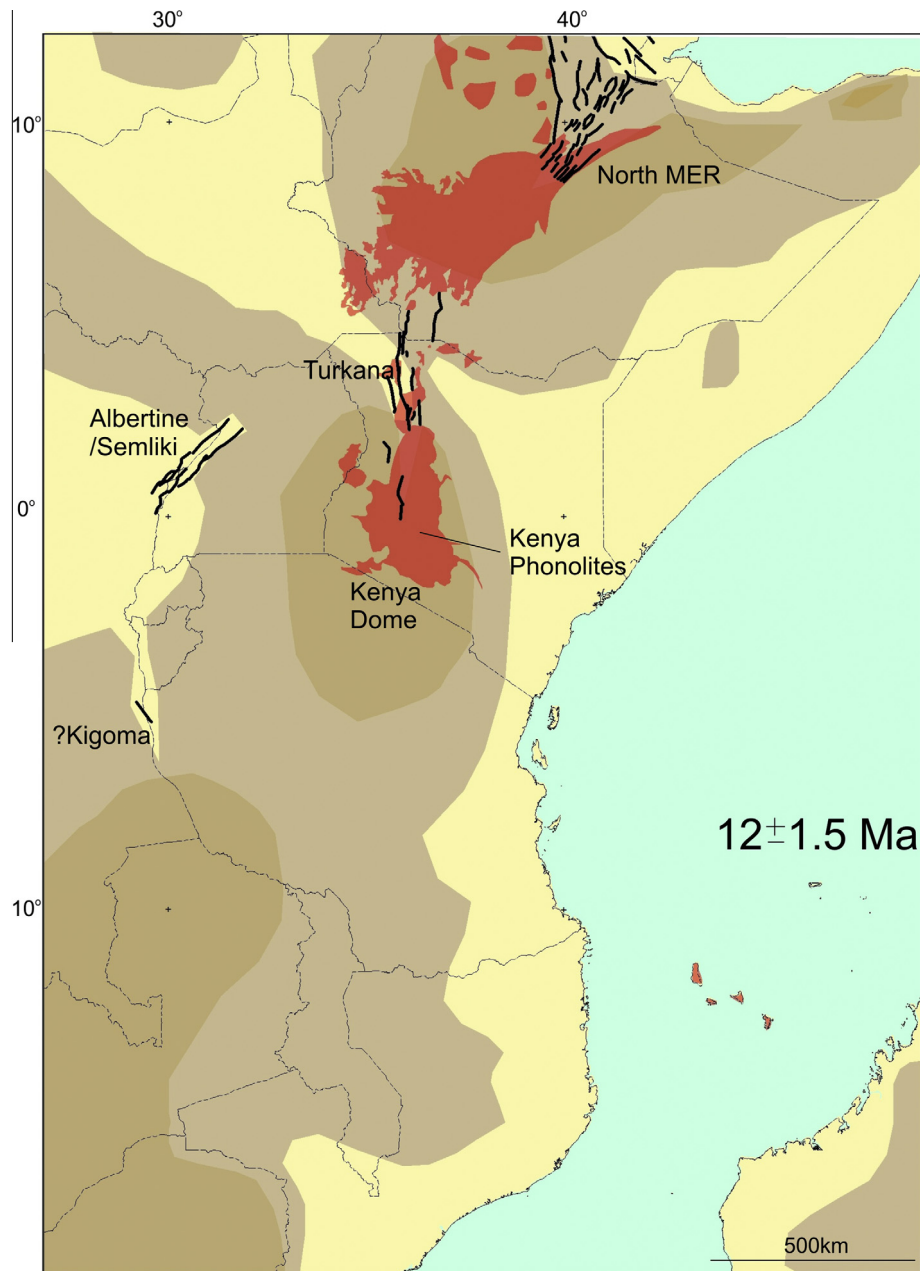 30°
40°
10°
North MER
Turkana
Albertine
/Semliki
0°
Kenya
Phonolites
Kenya
Dome
?Kigoma
12±1.5 Ma
10°
500km